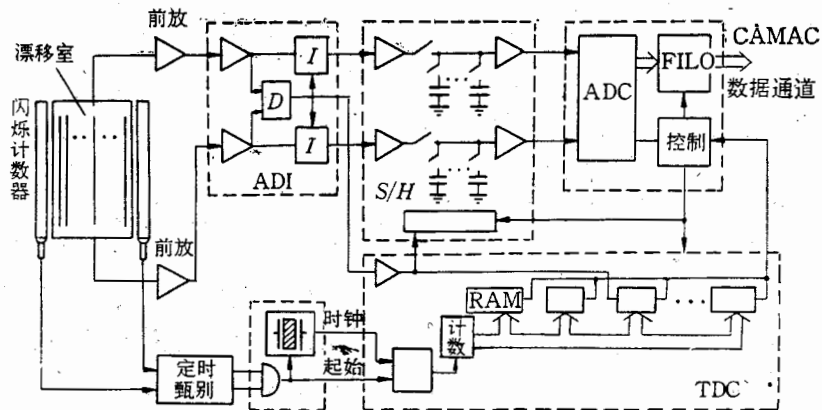 前放
漂移室
闪烁计数器
前放
I
D
I
ADI
S/H
ADC
FILO
控制
CAMAC
数据通道
时钟
起始
定时
甄别
计数
RAM
TDC